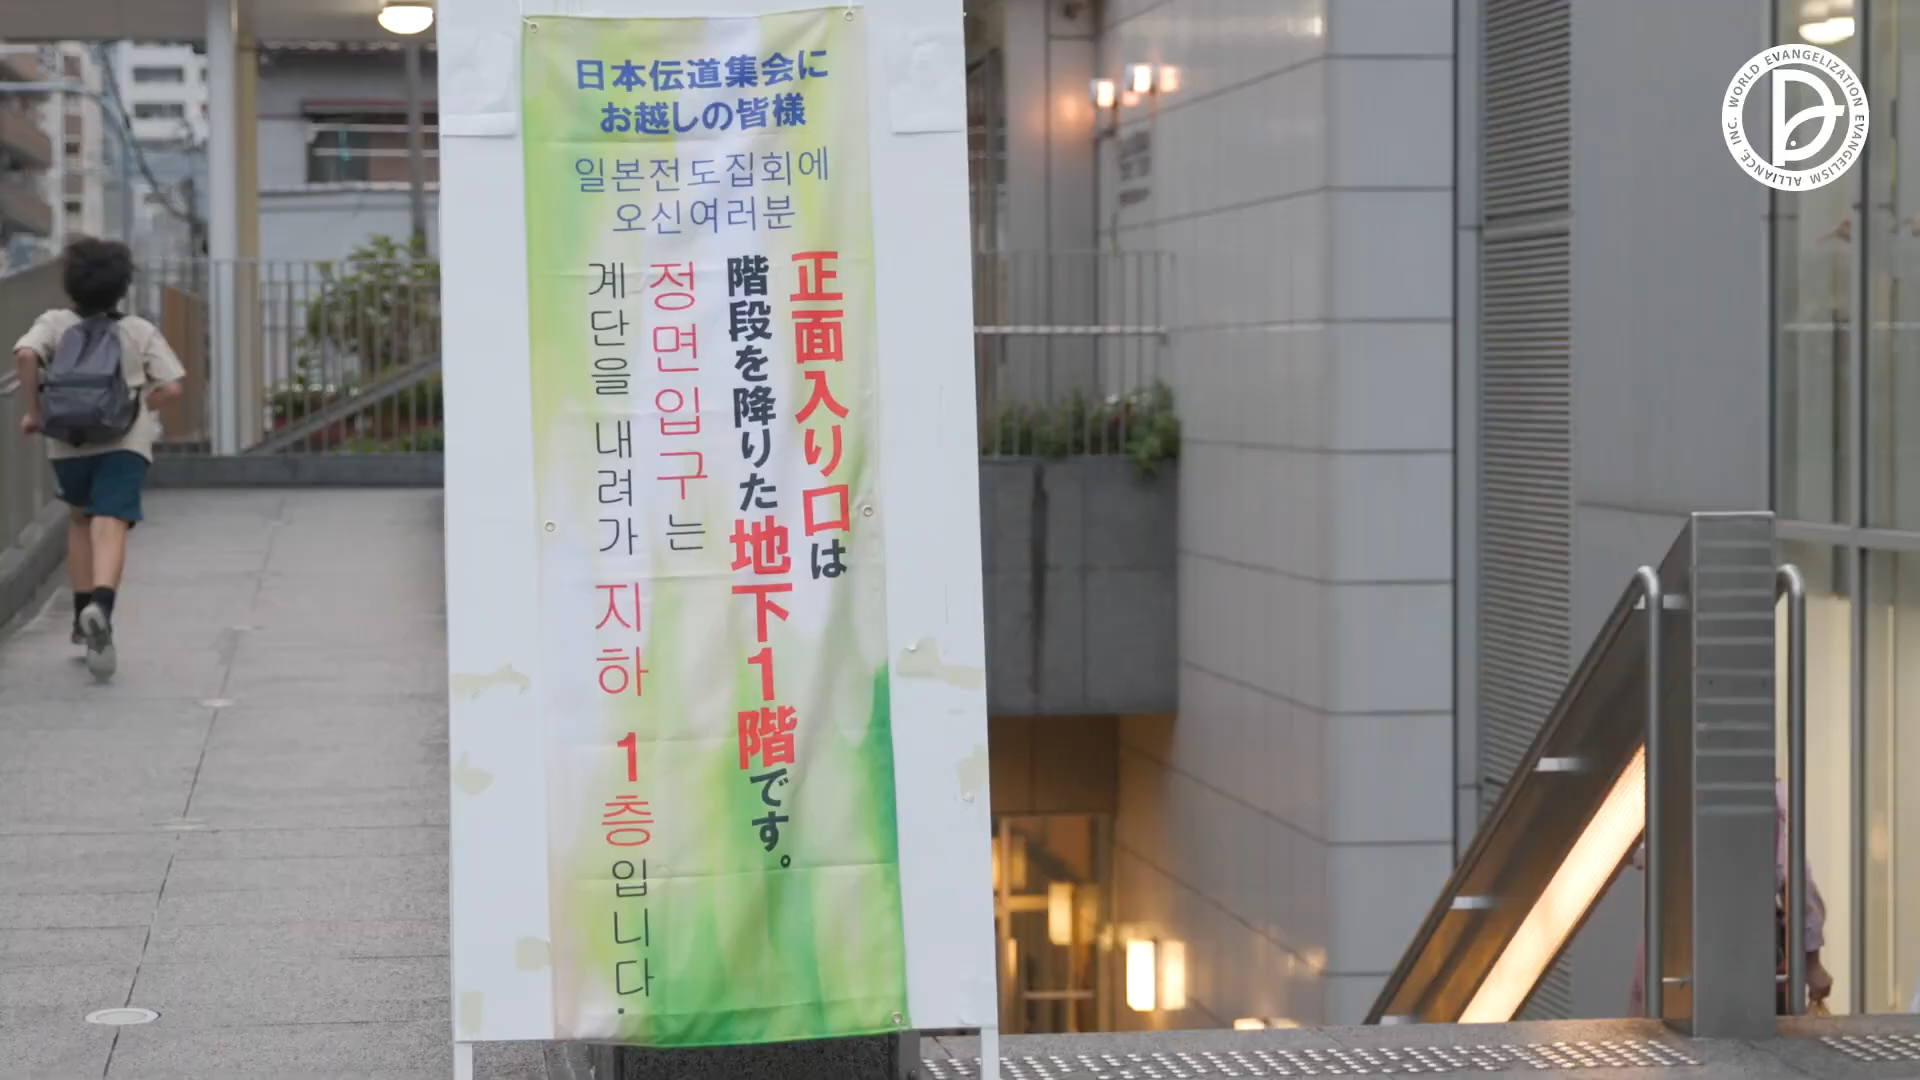 日本伝道集会に
お越しの皆様
일본전도집회에
오신여러분
正面入り口は
階段を降りた地下1階です。
정면입구는
계단을 내려가 지하 1층입니다.
WORLD EVANGELIZATION EVANGELISM ALLIANCE, INC.